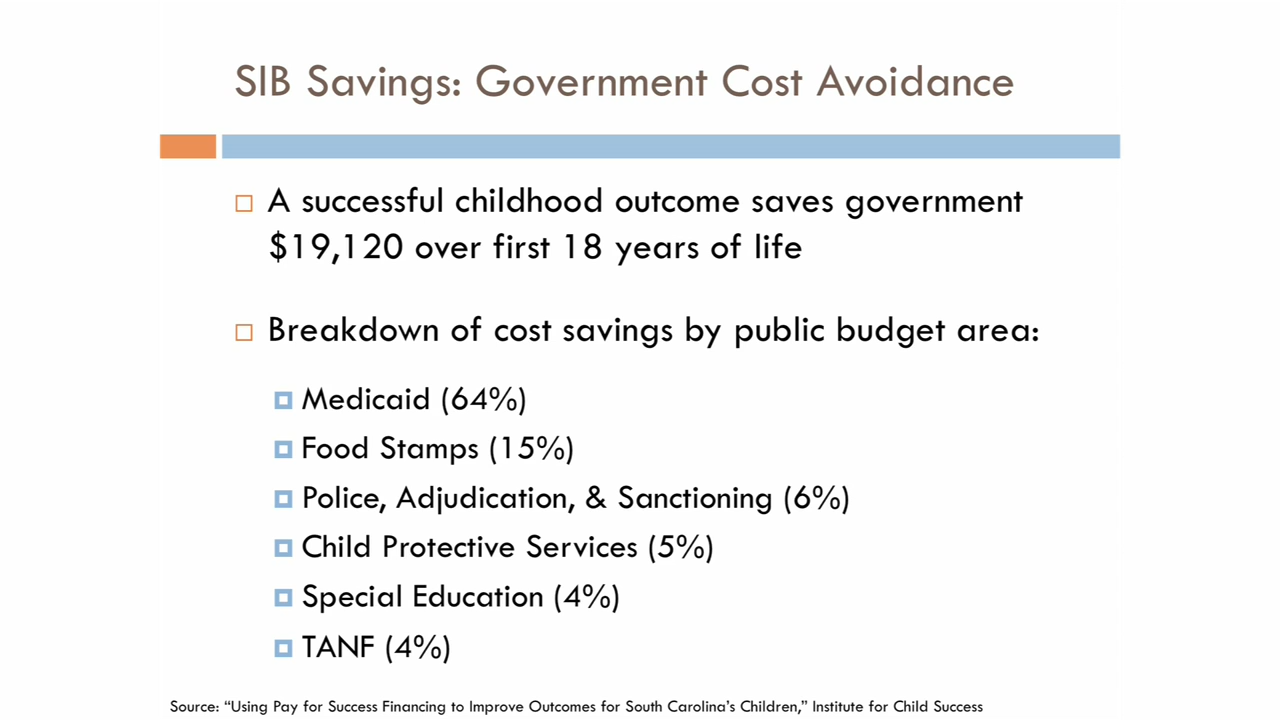 SIB Savings: Government Cost Avoidance
A successful childhood outcome saves government
$19,120 over first 18 years of life
Breakdown of cost savings by public budget area:
Medicaid (64%)
Food Stamps (15%)
Police, Adjudication, & Sanctioning (6%)
Child Protective Services (5%)
Special Education (4%)
TANF (4%)
Source: “Using Pay for Success Financing to Improve Outcomes for South Carolina’s Children,” Institute for Child Success